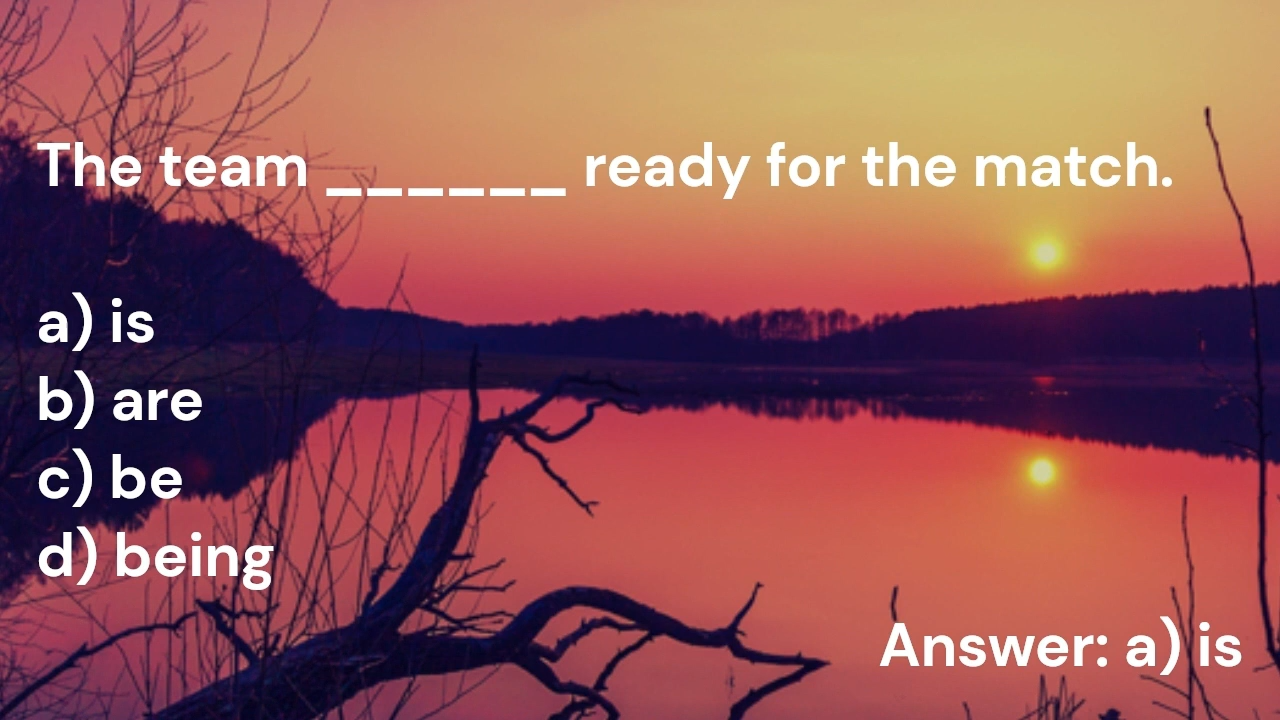 The team ______ ready for the match.
a) is
b) are
c) be
d) being
Answer: a) is